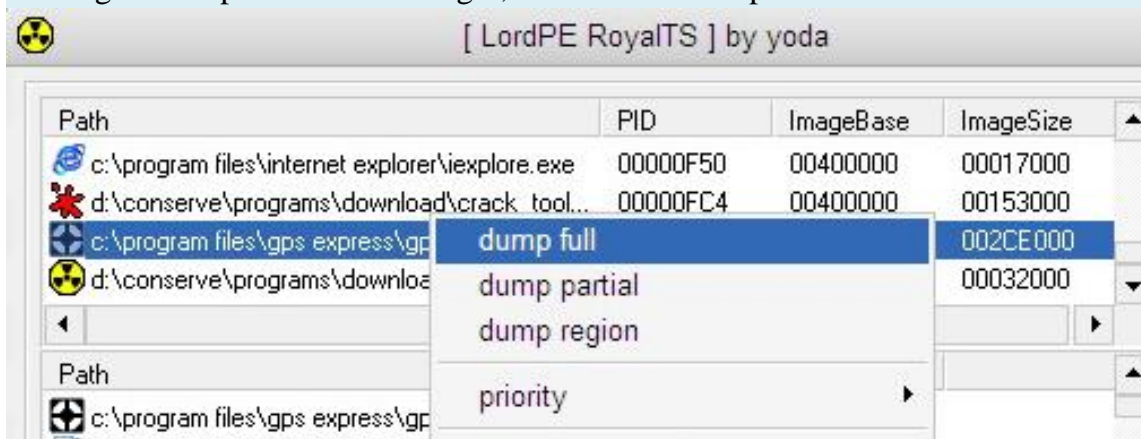 [ LordPE RoyalTS ] by yoda
Path PID ImageBase ImageSize
c:\program files\internet explorer\iexplore.exe 00000F50 00400000 00017000
d:\conserve\programs\download\crack_tool... 00000FC4 00400000 00153000
c:\program files\gps express\gp 002CE000
d:\conserve\programs\downloa 00032000
dump full
dump partial
dump region
priority
Path
c:\program files\gps express\gp